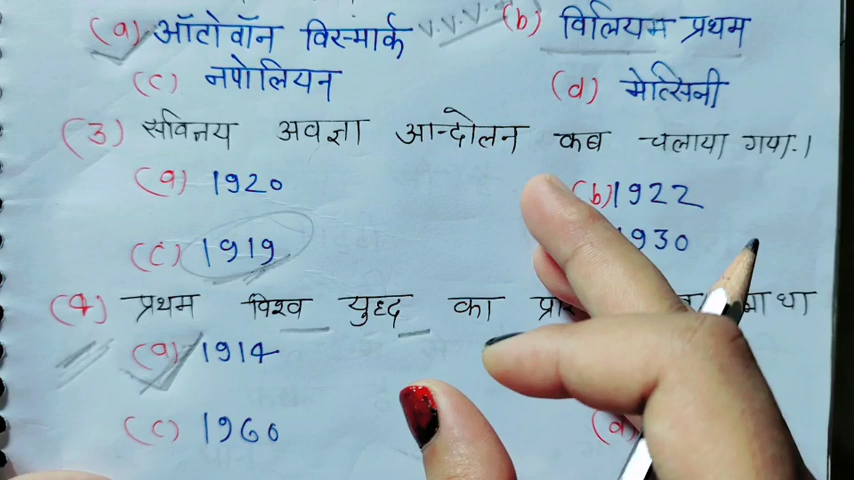 (a) ऑटोवॉन विस्मार्क (b) विलियम प्रथम
(c) नपोलियन (d) मेत्सिनी
(3) सविनय अवज्ञा आन्दोलन कब चलाया गया।
(a) 1920 (b) 1922
(c) 1919 1930
(4) प्रथम विश्व युद्द का
(a) 1914
(c) 1960